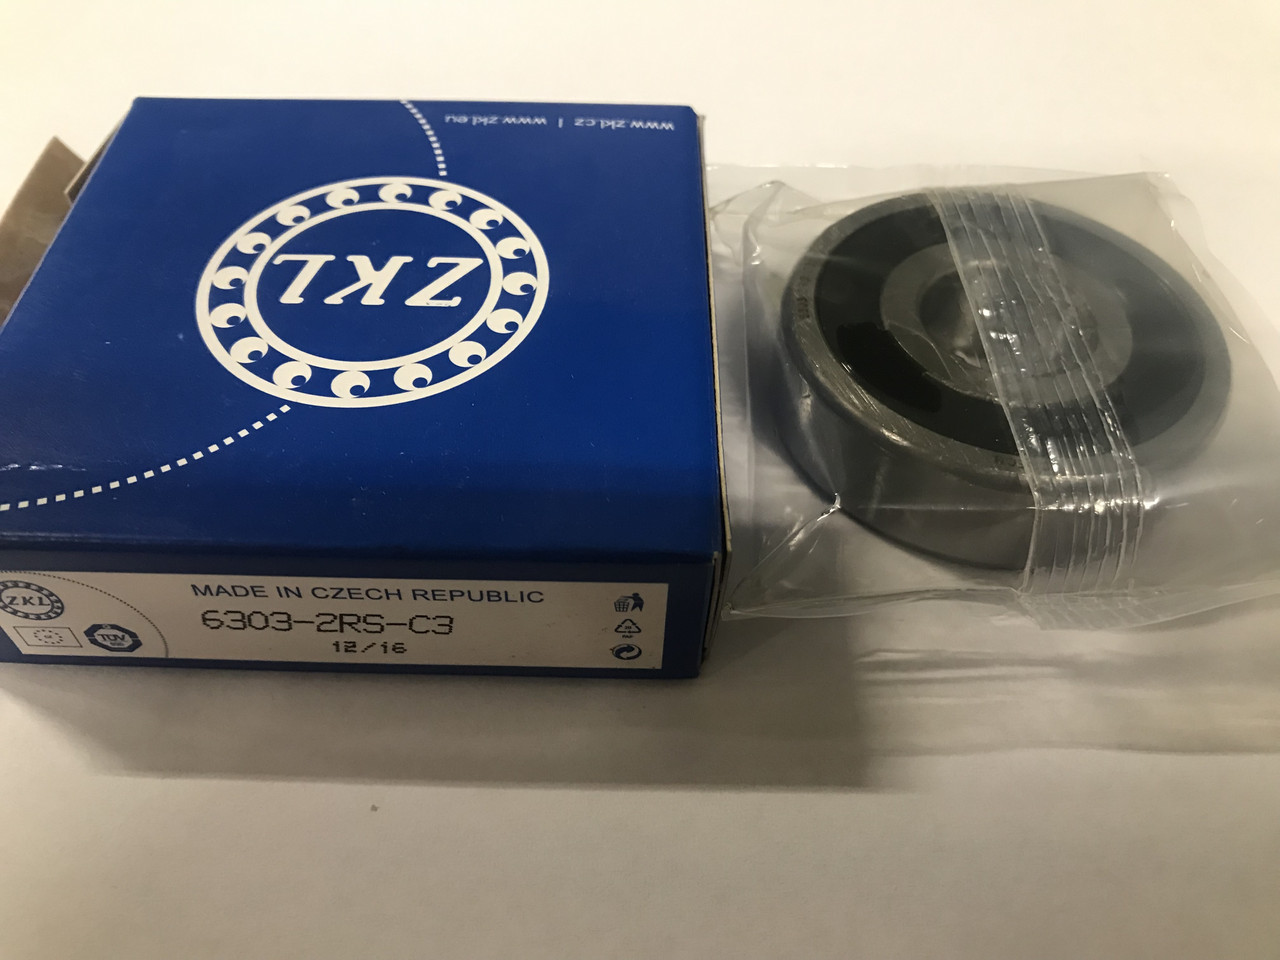 www.zkl.cz | www.zkl.eu
ZKL
MADE IN CZECH REPUBLIC
6303-2RS-C3
12/16
ZKL
TÜV